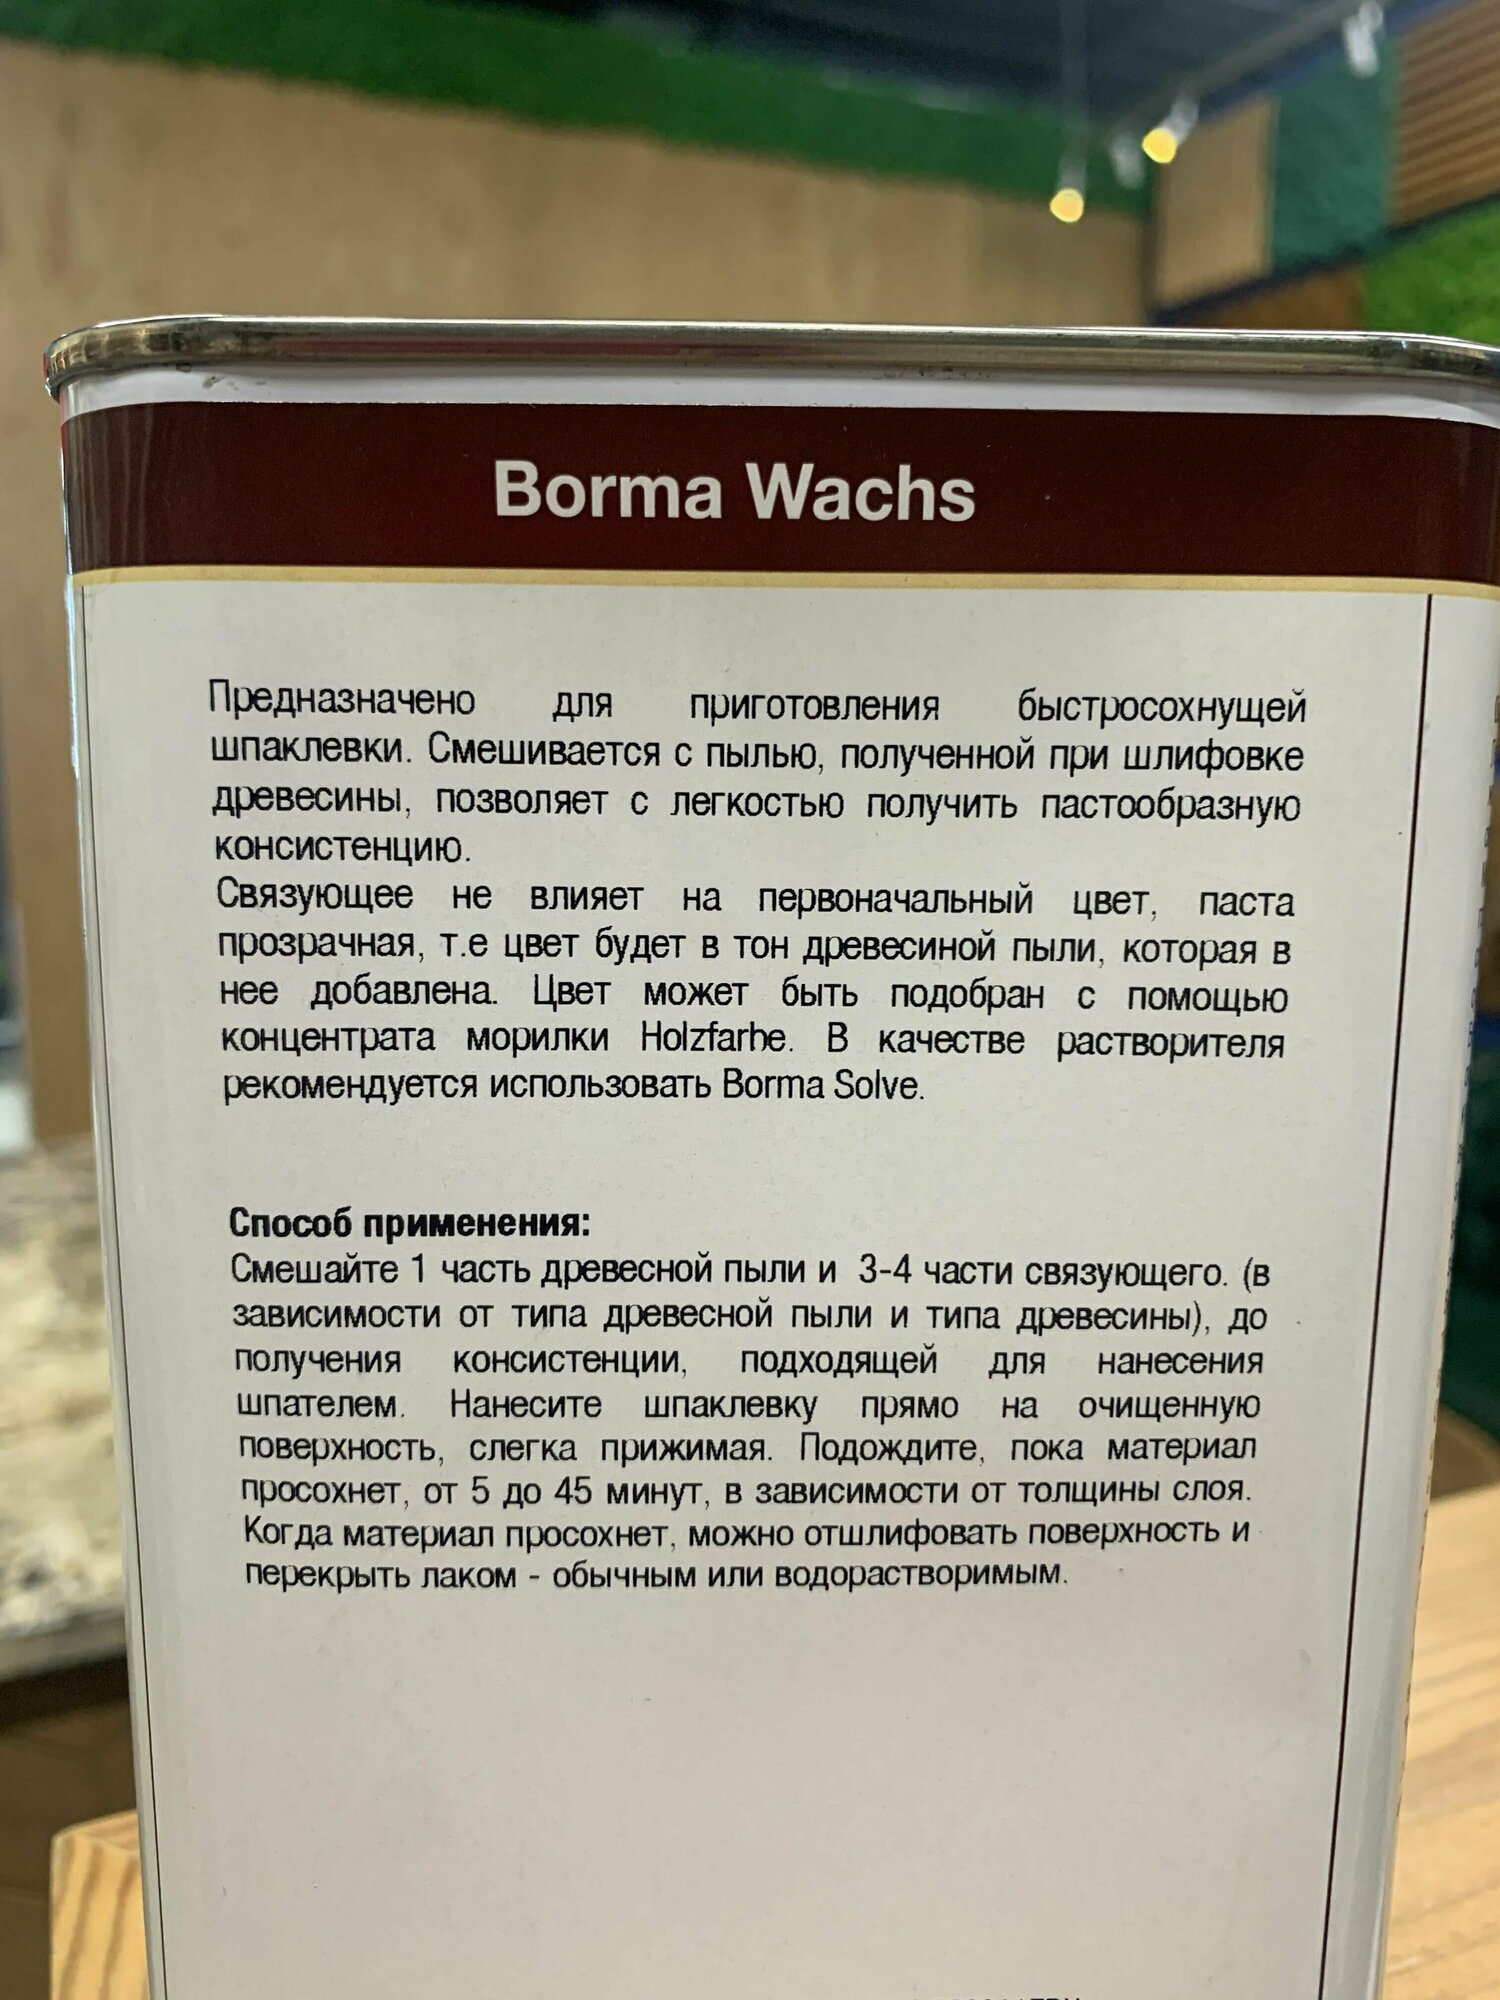 Borma Wachs
Предназначено для приготовления быстросохнущей
шпаклевки. Смешивается с пылью, полученной при шлифовке
древесины, позволяет с легкостью получить пастообразную
консистенцию.
Связующее не влияет на первоначальный цвет, паста
прозрачная, т.е цвет будет в тон древесиной пыли, которая в
нее добавлена. Цвет может быть подобран с помощью
концентрата морилки Holzfarbe. В качестве растворителя
рекомендуется использовать Borma Solve.
Способ применения:
Смешайте 1 часть древесной пыли и 3-4 части связующего. (в
зависимости от типа древесной пыли и типа древесины), до
получения консистенции, подходящей для нанесения
шпателем. Нанесите шпаклевку прямо на очищенную
поверхность, слегка прижимая. Подождите, пока материал
просохнет, от 5 до 45 минут, в зависимости от толщины слоя.
Когда материал просохнет, можно отшлифовать поверхность и
перекрыть лаком - обычным или водорастворимым.